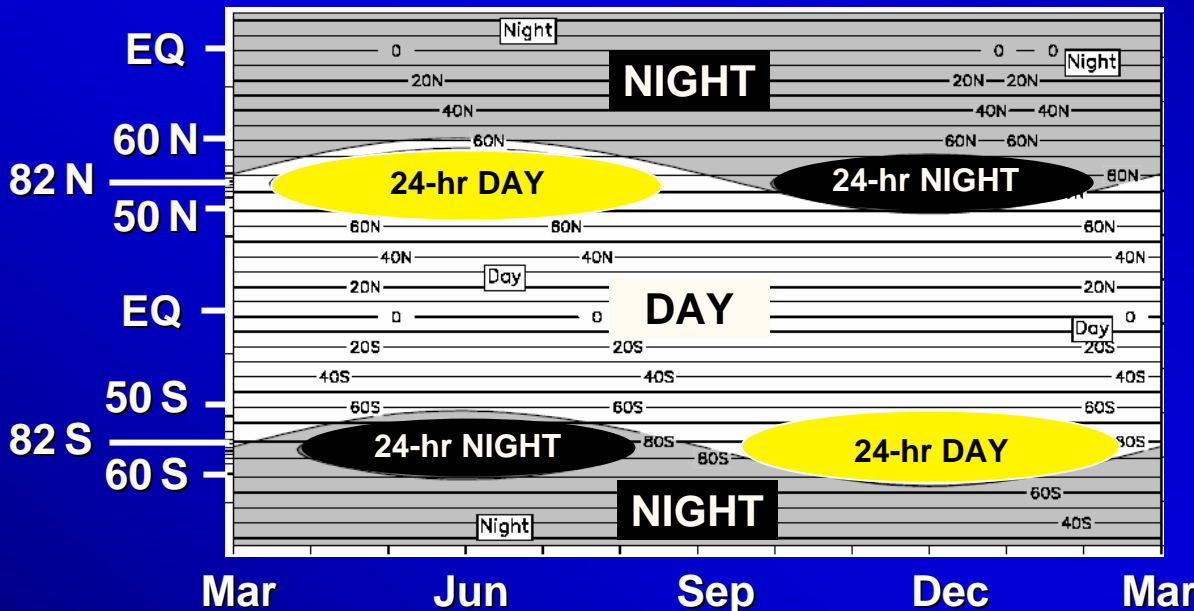 Night
EQ
0 0 0
NIGHT
Night
20N 20N 20N
40N 40N 40N
60 N
60N 60N 60N
82 N
24-hr DAY
24-hr NIGHT
80N
50 N
60N 80N 60N
40N 40N 40N
Day
20N 20N
EQ
0 0 DAY 0
Day
20S 20S 20S
40S 40S 40S
50 S
60S 60S 60S
82 S
24-hr NIGHT
80S
80S
24-hr DAY
80S
60 S
60S
NIGHT
Night
40S
Mar Jun Sep Dec Mar